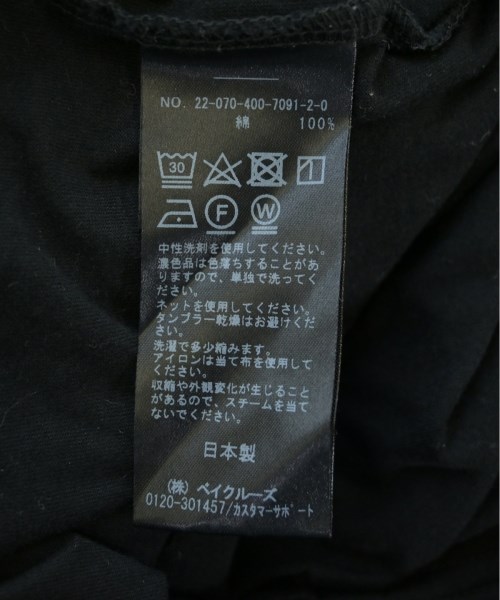 NO. 22-070-400-7091-2-0
綿 100%
30
F W
中性洗剤を使用してください。
濃色品は色落ちすることがあ
りますので、単独で洗ってく
ださい。
ネットを使用してください。
タンブラー乾燥はお避けくだ
さい。
洗濯で多少縮みます。
アイロンは当て布を使用して
ください。
収縮や外観変化が生じること
があるので、スチームを当て
ないでください。
日本製
(株) ベイクルーズ
0120-301457/カスタマーサポート